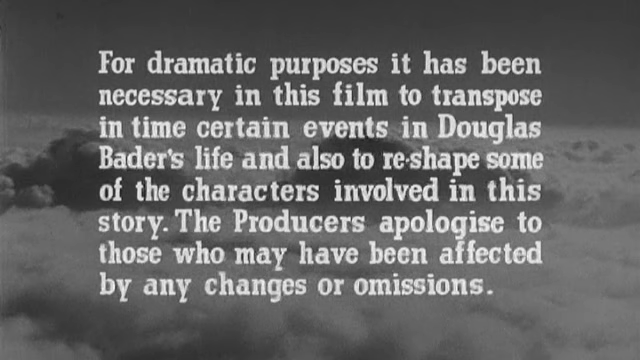 For dramatic purposes it has been
necessary in this film to transpose
in time certain events in Douglas
Bader's life and also to re-shape some
of the characters involved in this
story. The Producers apologise to
those who may have been affected
by any changes or omissions.